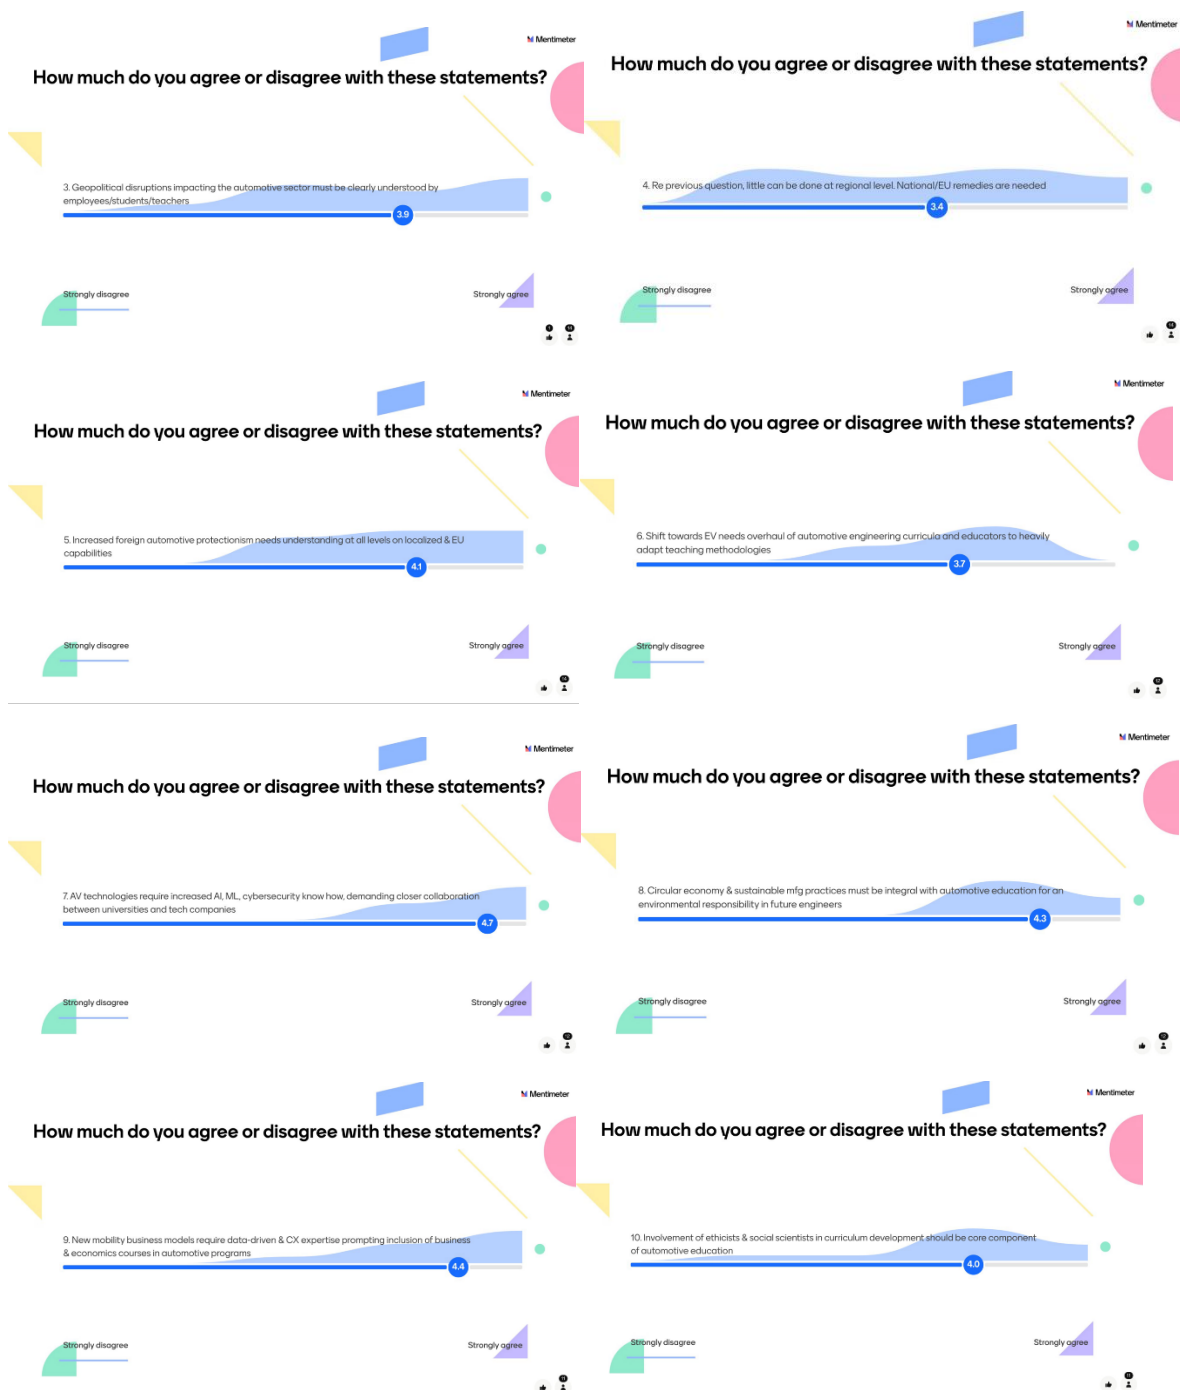 Mentimeter
How much do you agree or disagree with these statements?
3. Geopolitical disruptions impacting the automotive sector must be clearly understood by
employees/students/teachers
3.9
Strongly disagree
Strongly agree
1
Mentimeter
How much do you agree or disagree with these statements?
4. Re previous question, little can be done at regional level. National/EU remedies are needed
3.4
Strongly disagree
Strongly agree
14
Mentimeter
How much do you agree or disagree with these statements?
5. Increased foreign automotive protectionism needs understanding at all levels on localized & EU
capabilities
4.1
Strongly disagree
Strongly agree
14
Mentimeter
How much do you agree or disagree with these statements?
6. Shift towards EV needs overhaul of automotive engineering curricula and educators to heavily
adapt teaching methodologies
3.7
Strongly disagree
Strongly agree
12
Mentimeter
How much do you agree or disagree with these statements?
7. AV technologies require increased AI, ML, cybersecurity know how, demanding closer collaboration
between universities and tech companies
4.7
Strongly disagree
Strongly agree
12
Mentimeter
How much do you agree or disagree with these statements?
8. Circular economy & sustainable mfg practices must be integral with automotive education for an
environmental responsibility in future engineers
4.3
Strongly disagree
Strongly agree
12
Mentimeter
How much do you agree or disagree with these statements?
9. New mobility business models require data-driven & CX expertise prompting inclusion of business
& economics courses in automotive programs
4.4
Strongly disagree
Strongly agree
11
Mentimeter
How much do you agree or disagree with these statements?
10. Involvement of ethicists & social scientists in curriculum development should be core component
of automotive education
4.0
Strongly disagree
Strongly agree
11